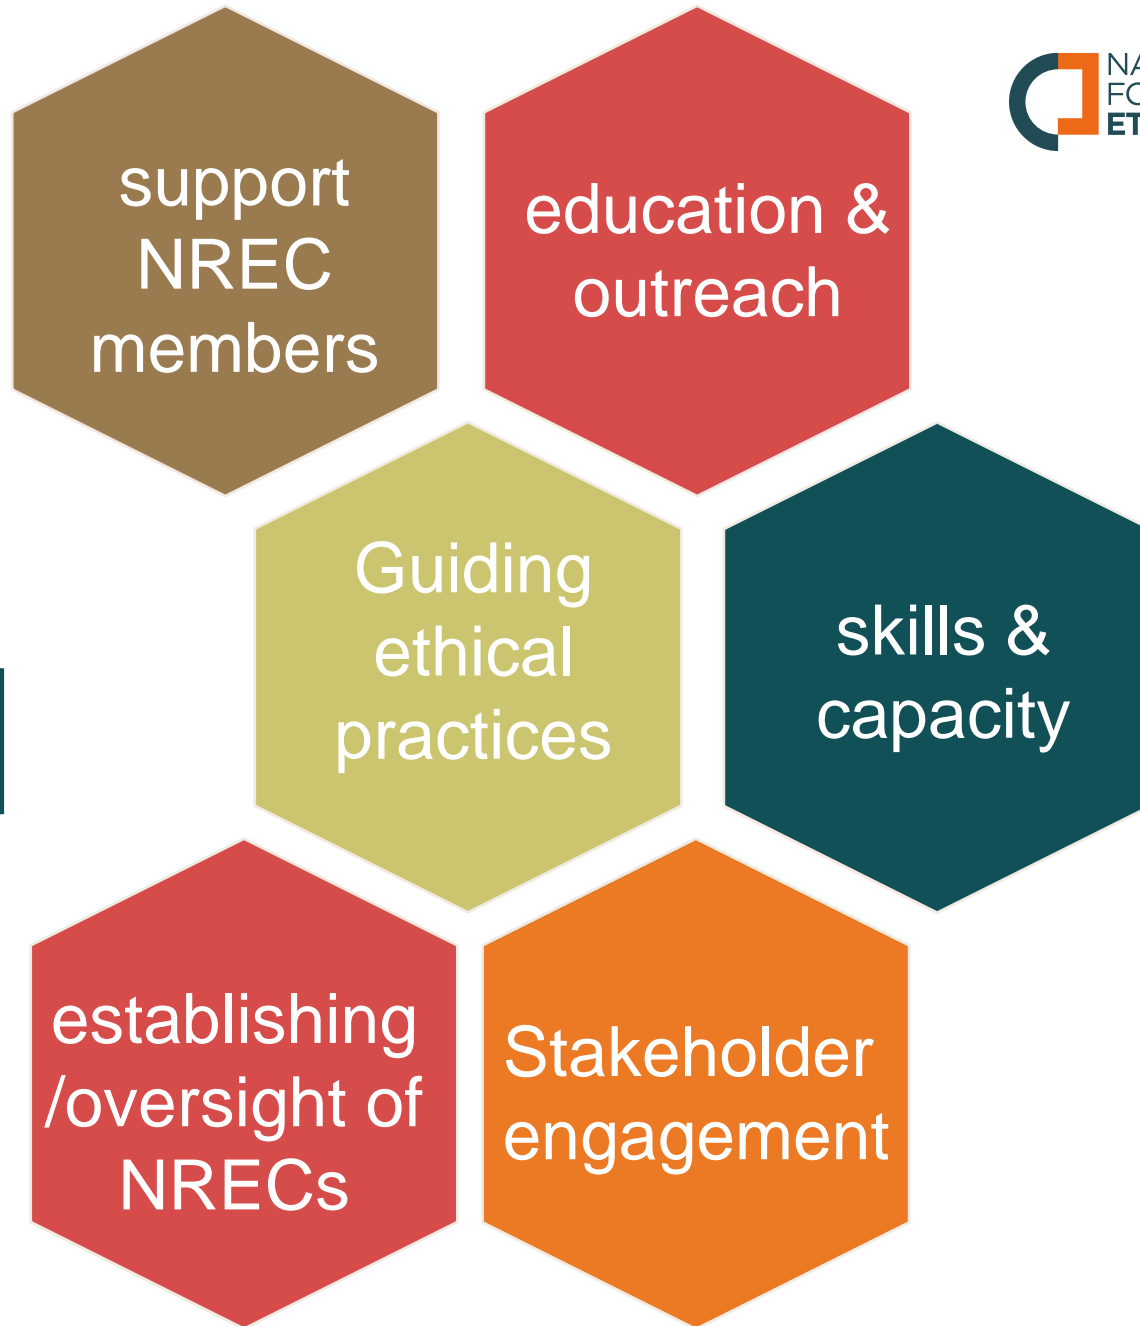 support
NREC
members
education &
outreach
Guiding
ethical
practices
skills &
capacity
establishing
/oversight of
NRECs
Stakeholder
engagement